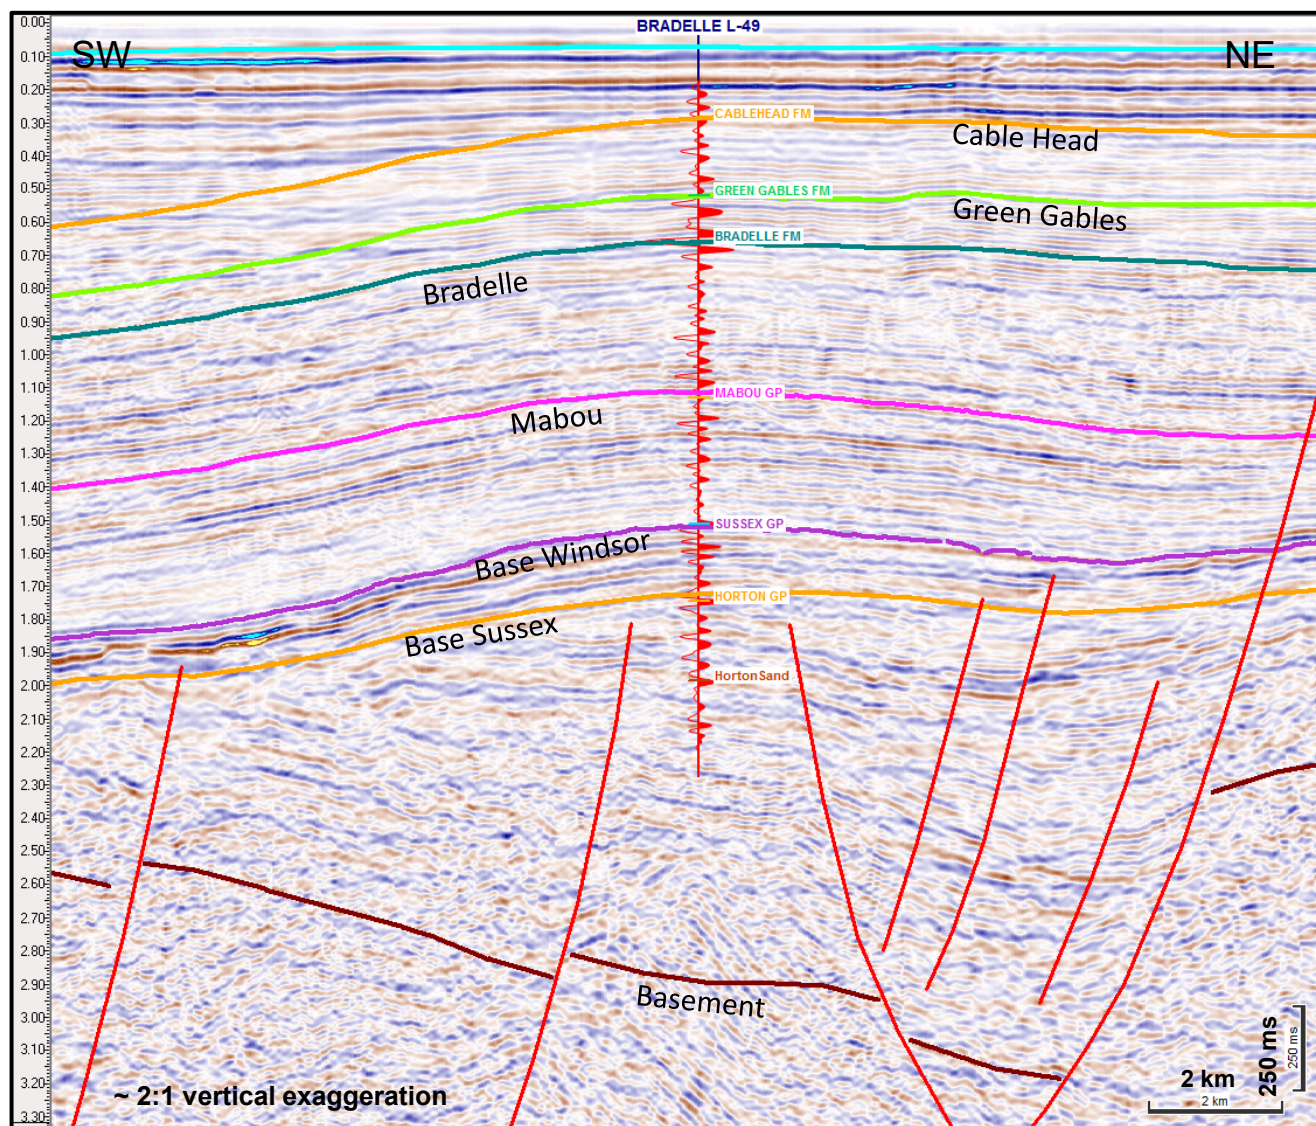 BRADELLE L-49
SW
NE
0.00
0.10
0.20
0.30
0.40
0.50
0.60
0.70
0.80
0.90
1.00
1.10
1.20
1.30
1.40
1.50
1.60
1.70
1.80
1.90
2.00
2.10
2.20
2.30
2.40
2.50
2.60
2.70
2.80
2.90
3.00
3.10
3.20
3.30
CABLEHEAD FM
Cable Head
GREEN GABLES FM
Green Gables
BRADELLE FM
Bradelle
MABOU GP
Mabou
SUSSEX GP
Base Windsor
HORTON GP
Base Sussex
HortonSand
Basement
~ 2:1 vertical exaggeration
2 km
2 km
250 ms
250 ms